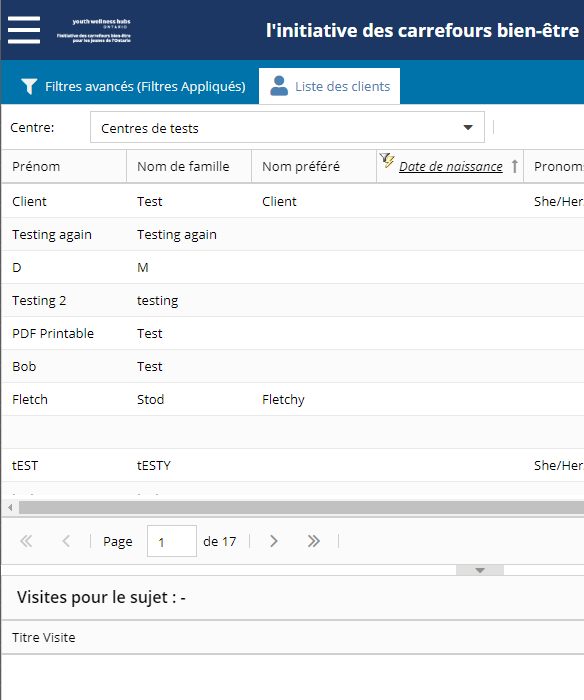 youth wellness hubs
ONTARIO
l'initiative des carrefours bien-être
pour les jeunes de l'Ontario
l'initiative des carrefours bien-être
Filtres avancés (Filtres Appliqués)
Liste des clients
Centre: Centres de tests
Prénom Nom de famille Nom préféré Date de naissance Pronoms
Client Test Client She/Her
Testing again Testing again
D M
Testing 2 testing
PDF Printable Test
Bob Test
Fletch Stod Fletchy
tEST tESTY She/Her
Page 1 de 17
Visites pour le sujet : -
Titre Visite